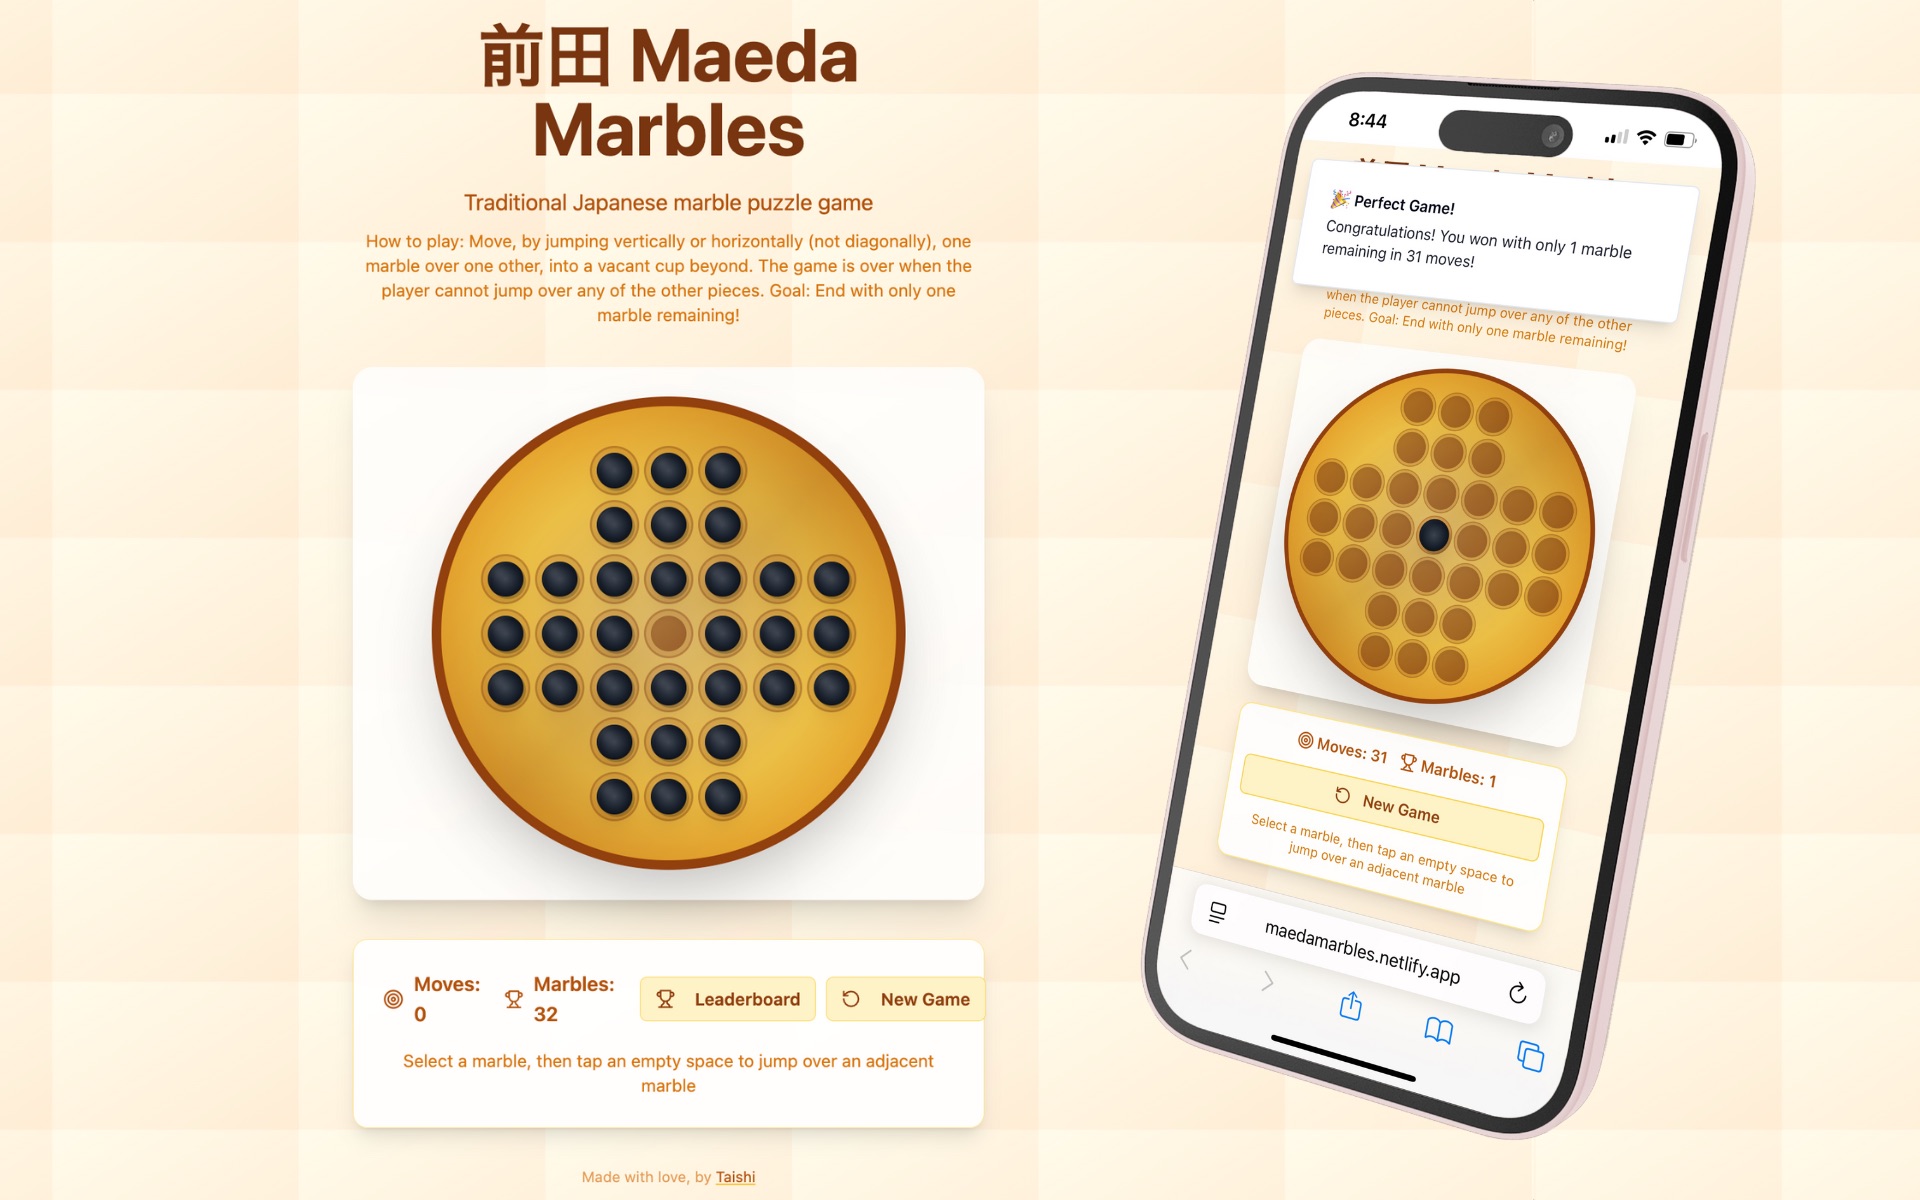 前田 Maeda
Marbles
Traditional Japanese marble puzzle game
How to play: Move, by jumping vertically or horizontally (not diagonally), one
marble over one other, into a vacant cup beyond. The game is over when the
player cannot jump over any of the other pieces. Goal: End with only one
marble remaining!
Moves:
0
Marbles:
32
Leaderboard
New Game
Select a marble, then tap an empty space to jump over an adjacent
marble
Made with love, by Taishi
8:44
🎉 Perfect Game!
Congratulations! You won with only 1 marble
remaining in 31 moves!
when the player cannot jump over any of the other
pieces. Goal: End with only one marble remaining!
Moves: 31
Marbles: 1
New Game
Select a marble, then tap an empty space to
jump over an adjacent marble
maedamarbles.netlify.app